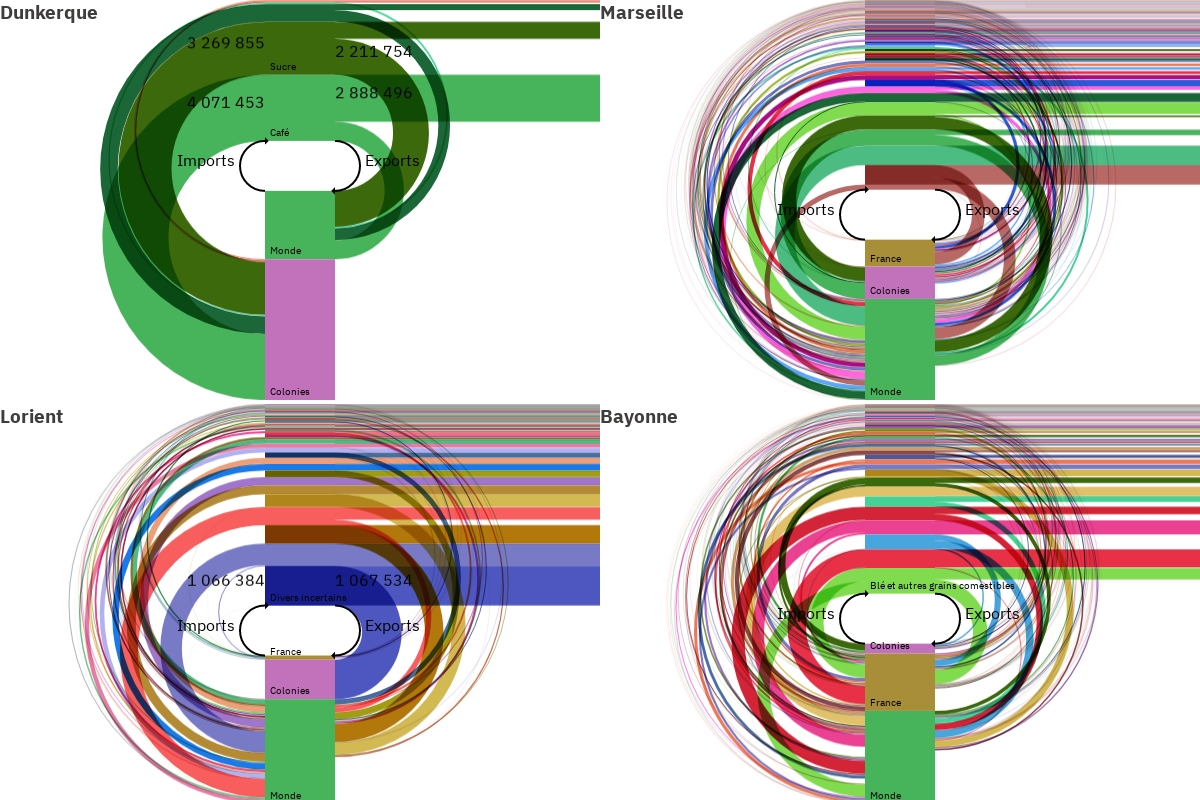 Dunkerque
3 269 855
2 211 754
Sucre
4 071 453
2 888 496
Café
Imports
Exports
Monde
Colonies
Marseille
Imports
Exports
France
Colonies
Monde
Lorient
1 066 384
1 067 534
Divers incertains
Imports
Exports
France
Colonies
Monde
Bayonne
Blé et autres grains comestibles
Imports
Exports
Colonies
France
Monde